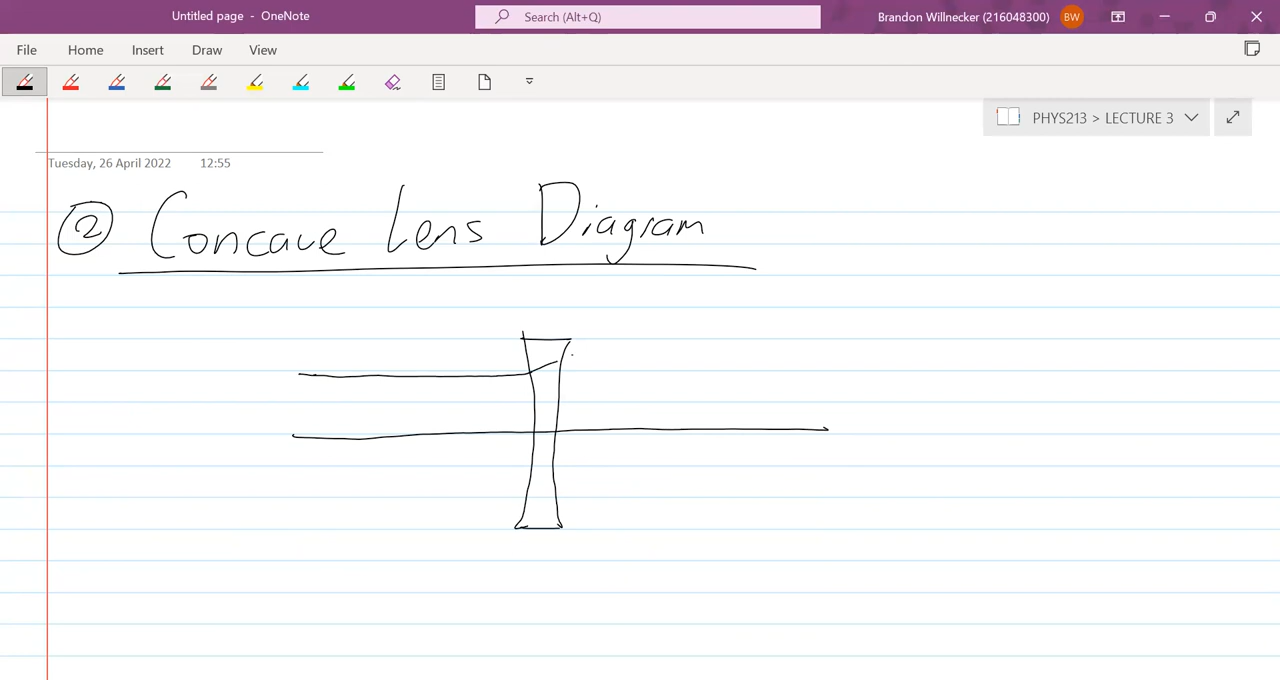 Untitled page - OneNote
Search (Alt+Q)
Brandon Willnecker (216048300)
BW
File Home Insert Draw View
PHYS213 > LECTURE 3
Tuesday, 26 April 2022 12:55
② Concave Lens Diagram